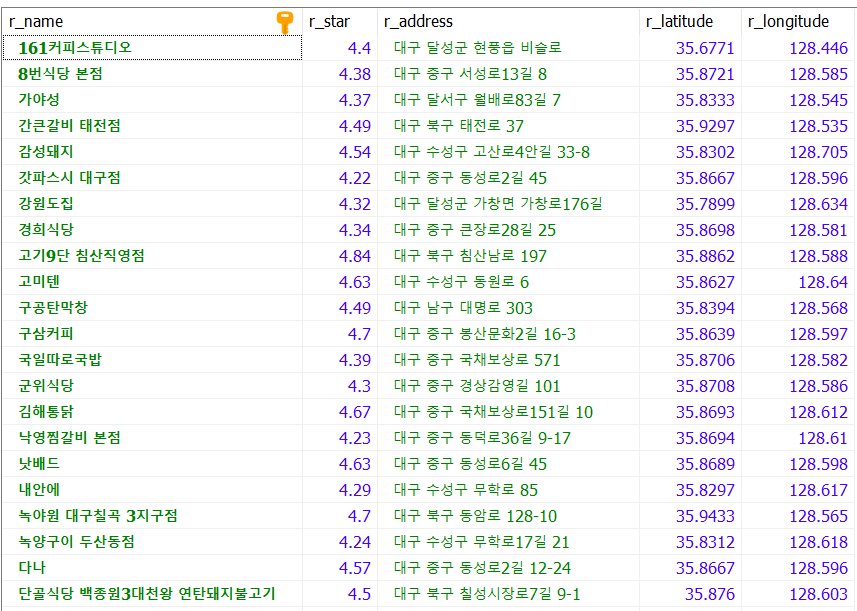 r_name r_star r_address r_latitude r_longitude
161커피스튜디오 4.4 대구 달성군 현풍읍 비슬로 35.6771 128.446
8번식당 본점 4.38 대구 중구 서성로13길 8 35.8721 128.585
가야성 4.37 대구 달서구 월배로83길 7 35.8333 128.545
간큰갈비 태전점 4.49 대구 북구 태전로 37 35.9297 128.535
감성돼지 4.54 대구 수성구 고산로4안길 33-8 35.8302 128.705
갓파스시 대구점 4.22 대구 중구 동성로2길 45 35.8667 128.596
강원도집 4.32 대구 달성군 가창면 가창로176길 35.7899 128.634
경희식당 4.34 대구 중구 큰장로28길 25 35.8698 128.581
고기9단 침산직영점 4.84 대구 북구 침산남로 197 35.8862 128.588
고미텐 4.63 대구 수성구 동원로 6 35.8627 128.64
구공탄막창 4.49 대구 남구 대명로 303 35.8394 128.568
구삼커피 4.7 대구 중구 봉산문화2길 16-3 35.8639 128.597
국일따로국밥 4.39 대구 중구 국채보상로 571 35.8706 128.582
군위식당 4.3 대구 중구 경상감영길 101 35.8708 128.586
김해통닭 4.67 대구 중구 국채보상로151길 10 35.8693 128.612
낙영찜갈비 본점 4.23 대구 중구 동덕로36길 9-17 35.8694 128.61
낫배드 4.63 대구 중구 동성로6길 45 35.8689 128.598
내안에 4.29 대구 수성구 무학로 85 35.8297 128.617
녹야원 대구칠곡 3지구점 4.7 대구 북구 동암로 128-10 35.9433 128.565
녹양구이 두산동점 4.24 대구 수성구 무학로17길 21 35.8312 128.618
다나 4.57 대구 중구 동성로2길 12-24 35.8667 128.596
단골식당 백종원3대천왕 연탄돼지불고기 4.5 대구 북구 칠성시장로7길 9-1 35.876 128.603